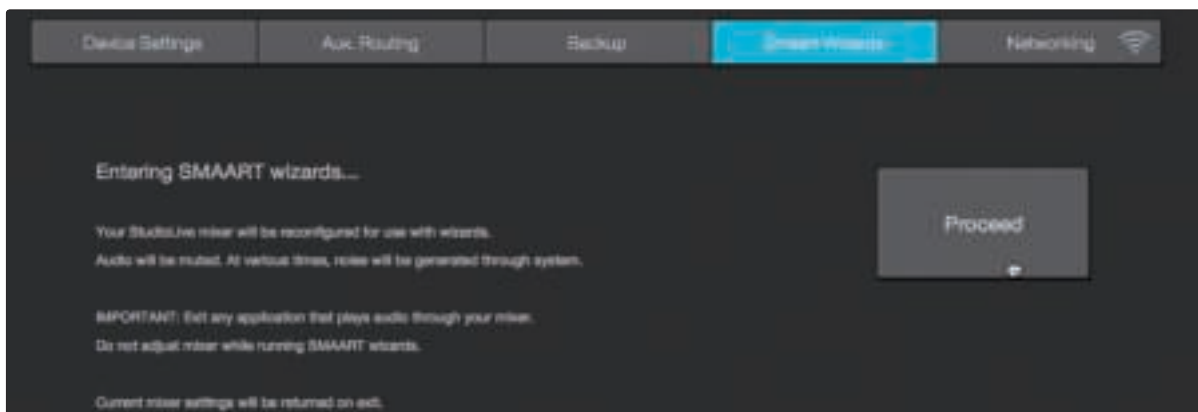 Device Settings
Aux. Routing
Backup
Smaart Wizards
Networking
Entering SMAART wizards...
Proceed
Your StudioLive mixer will be reconfigured for use with wizards.
Audio will be muted. At various times, noise will be generated through system.
IMPORTANT: Exit any application that plays audio through your mixer.
Do not adjust mixer while running SMAART wizards.
Current mixer settings will be returned on exit.